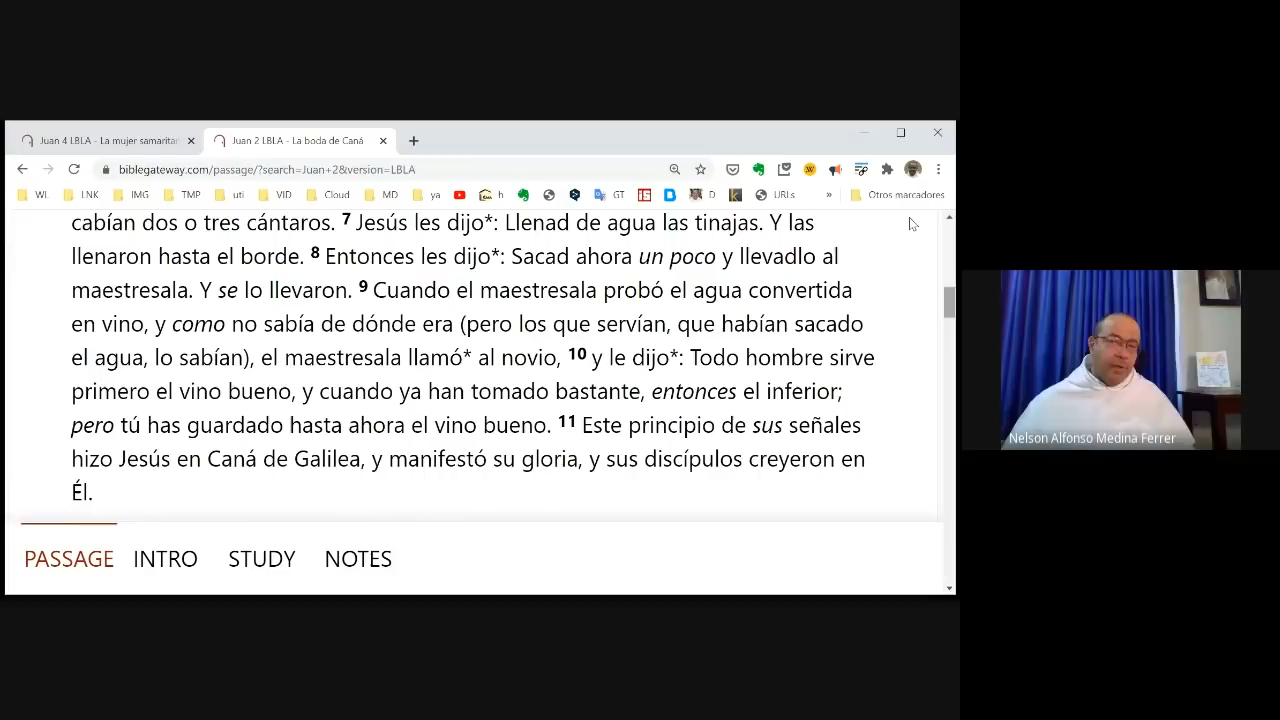 Juan 4 LBLA - La mujer samaritan
Juan 2 LBLA - La boda de Caná
biblegateway.com/passage/?search=Juan+2&version=LBLA
WL LNK IMG TMP uti VID Cloud MD ya h GT D URLs » Otros marcadores
cabían dos o tres cántaros. 7 Jesús les dijo*: Llenad de agua las tinajas. Y las
llenaron hasta el borde. 8 Entonces les dijo*: Sacad ahora un poco y llevadlo al
maestresala. Y se lo llevaron. 9 Cuando el maestresala probó el agua convertida
en vino, y como no sabía de dónde era (pero los que servían, que habían sacado
el agua, lo sabían), el maestresala llamó* al novio, 10 y le dijo*: Todo hombre sirve
primero el vino bueno, y cuando ya han tomado bastante, entonces el inferior;
pero tú has guardado hasta ahora el vino bueno. 11 Este principio de sus señales
hizo Jesús en Caná de Galilea, y manifestó su gloria, y sus discípulos creyeron en
Él.
PASSAGE INTRO STUDY NOTES
Nelson Alfonso Medina Ferrer